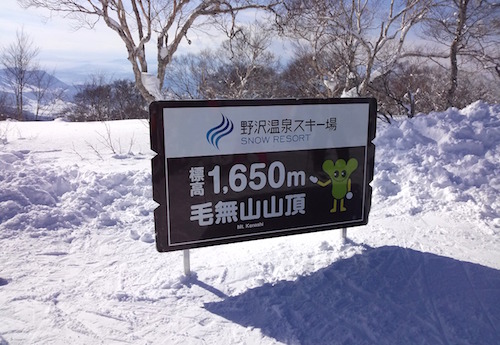 野沢温泉スキー場
SNOW RESORT
標高1,650m
毛無山山頂
Mt. Kenashi